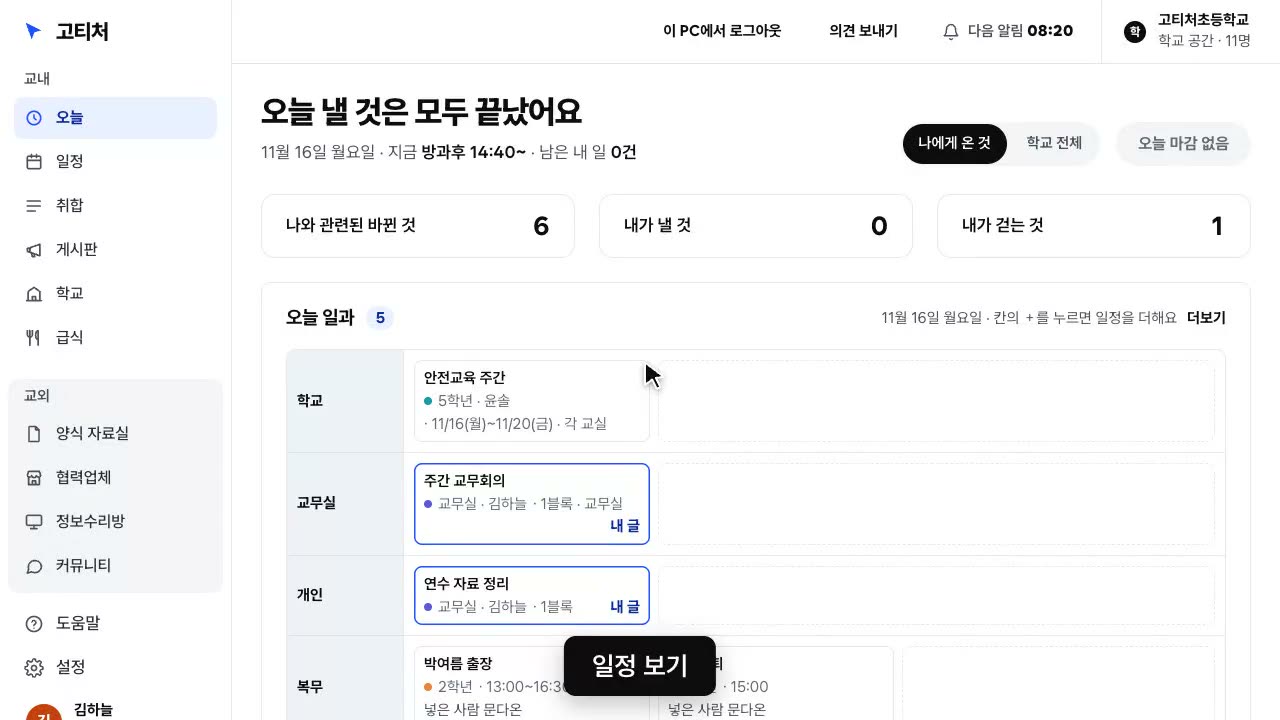 고티처
이 PC에서 로그아웃
의견 보내기
다음 알림 08:20
학
고티처초등학교
학교 공간 · 11명
교내
오늘
일정
취합
게시판
학교
급식
교외
양식 자료실
협력업체
정보수리방
커뮤니티
도움말
설정
김하늘
오늘 낼 것은 모두 끝났어요
11월 16일 월요일 · 지금 방과후 14:40~ · 남은 내 일 0건
나에게 온 것
학교 전체
오늘 마감 없음
나와 관련된 바뀐 것 6
내가 낼 것 0
내가 걷는 것 1
오늘 일과 5
11월 16일 월요일 · 칸의 +를 누르면 일정을 더해요 더보기
학교
안전교육 주간
5학년 · 윤솔
· 11/16(월)~11/20(금) · 각 교실
교무실
주간 교무회의
교무실 · 김하늘 · 1블록 · 교무실
내 글
개인
연수 자료 정리
교무실 · 김하늘 · 1블록
내 글
복무
박여름 출장
2학년 · 13:00~16:3
넣은 사람 문다온
· 15:00
넣은 사람 문다온
일정 보기